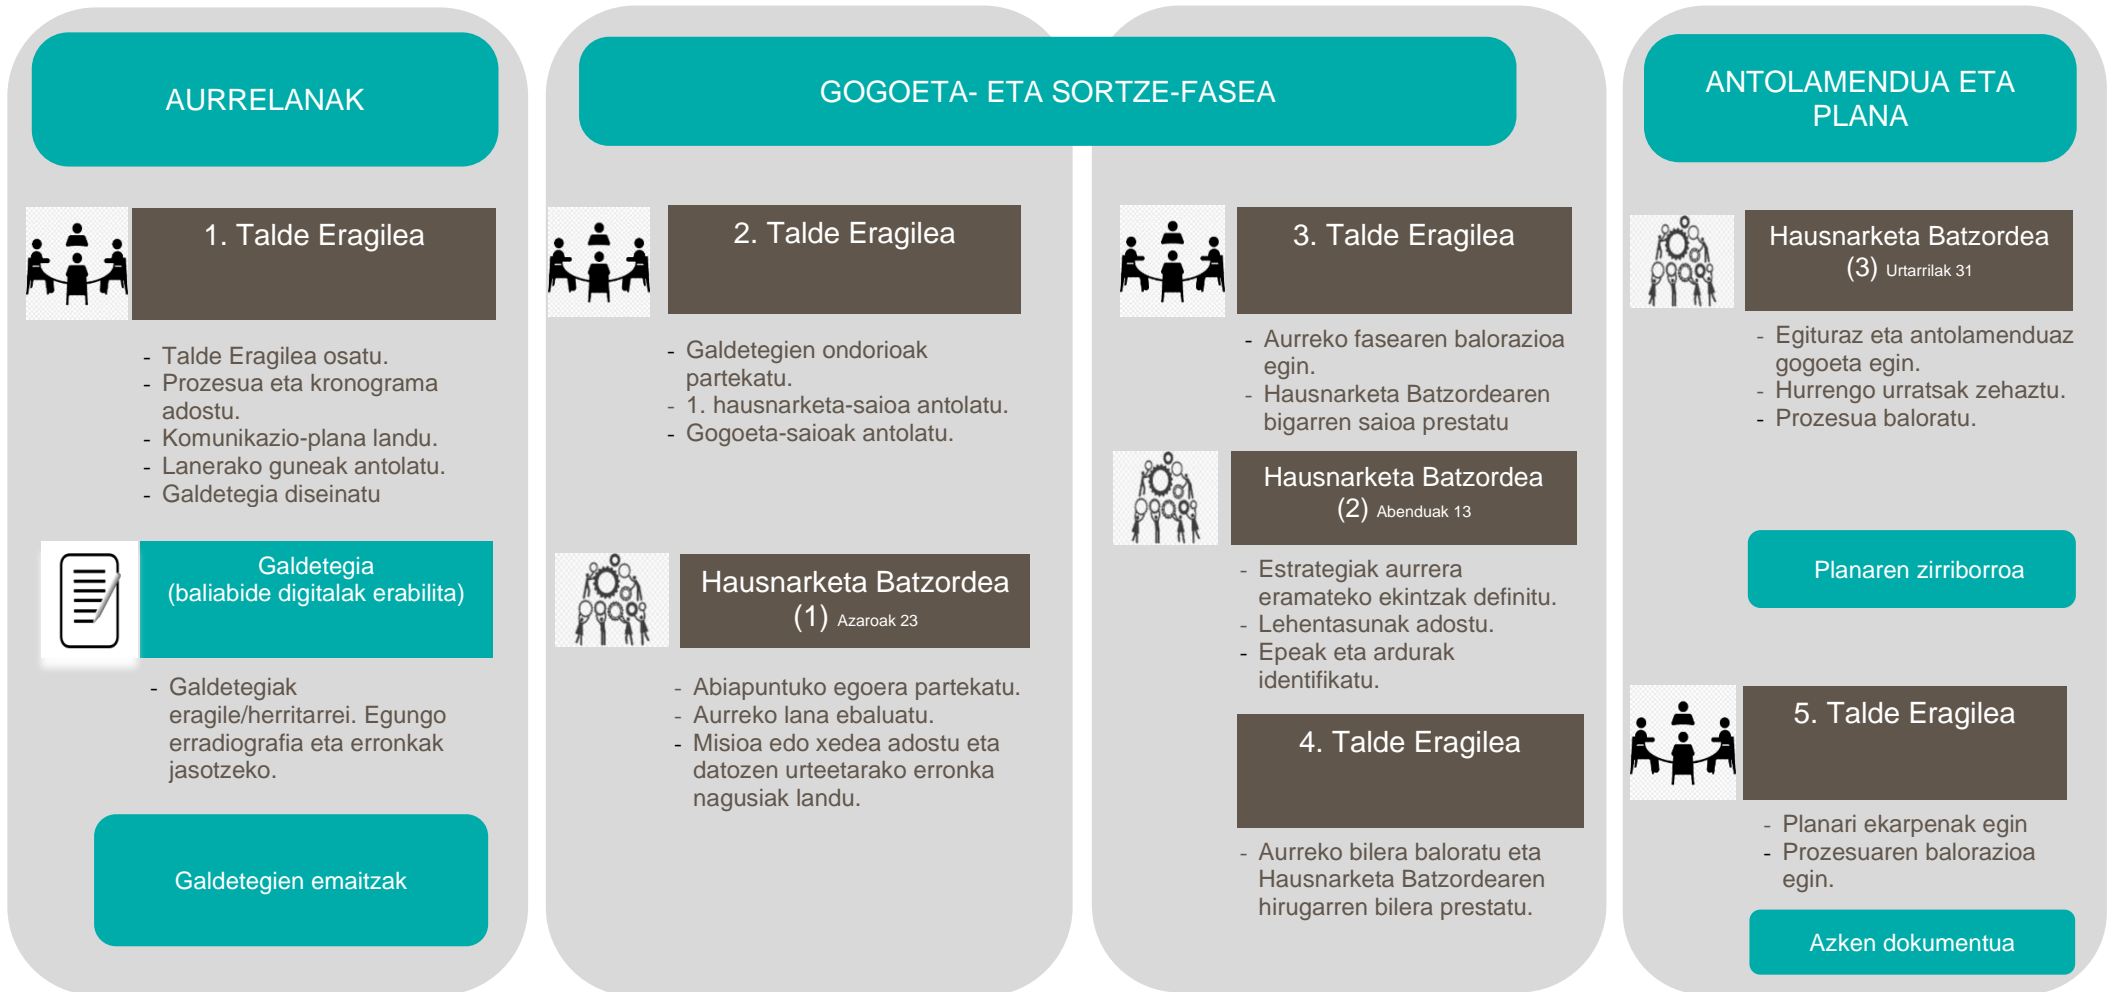 AURRELANAK
1. Talde Eragilea
- Talde Eragilea osatu.
- Prozesua eta kronograma
adostu.
- Komunikazio-plana landu.
- Lanerako guneak antolatu.
- Galdetegia diseinatu
Galdetegia
(baliabide digitalak erabilita)
- Galdetegiak
eragile/herritarrei. Egungo
erradiografia eta erronkak
jasotzeko.
Galdetegien emaitzak
GOGOETA- ETA SORTZE-FASEA
2. Talde Eragilea
- Galdetegien ondorioak
partekatu.
- 1. hausnarketa-saioa antolatu.
- Gogoeta-saioak antolatu.
Hausnarketa Batzordea
(1) Azaroak 23
- Abiapuntuko egoera partekatu.
- Aurreko lana ebaluatu.
- Misioa edo xedea adostu eta
datozen urteetarako erronka
nagusiak landu.
3. Talde Eragilea
- Aurreko fasearen balorazioa
egin.
- Hausnarketa Batzordearen
bigarren saioa prestatu
Hausnarketa Batzordea
(2) Abenduak 13
- Estrategiak aurrera
eramateko ekintzak definitu.
- Lehentasunak adostu.
- Epeak eta ardurak
identifikatu.
4. Talde Eragilea
- Aurreko bilera baloratu eta
Hausnarketa Batzordearen
hirugarren bilera prestatu.
ANTOLAMENDUA ETA
PLANA
Hausnarketa Batzordea
(3) Urtarrilak 31
- Egituraz eta antolamenduaz
gogoeta egin.
- Hurrengo urratsak zehaztu.
- Prozesua baloratu.
Planaren zirriborroa
5. Talde Eragilea
- Planari ekarpenak egin
- Prozesuaren balorazioa
egin.
Azken dokumentua